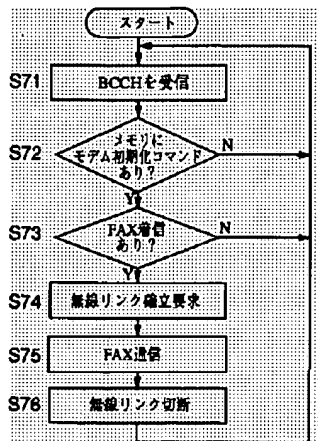 スタート
S71
BCCHを受信
S72
メモリに
モデム初期化コマンド
あり?
N
Y
S73
FAX着信
あり?
N
Y
S74
無線リンク確立要求
S75
FAX通信
S76
無線リンク切断